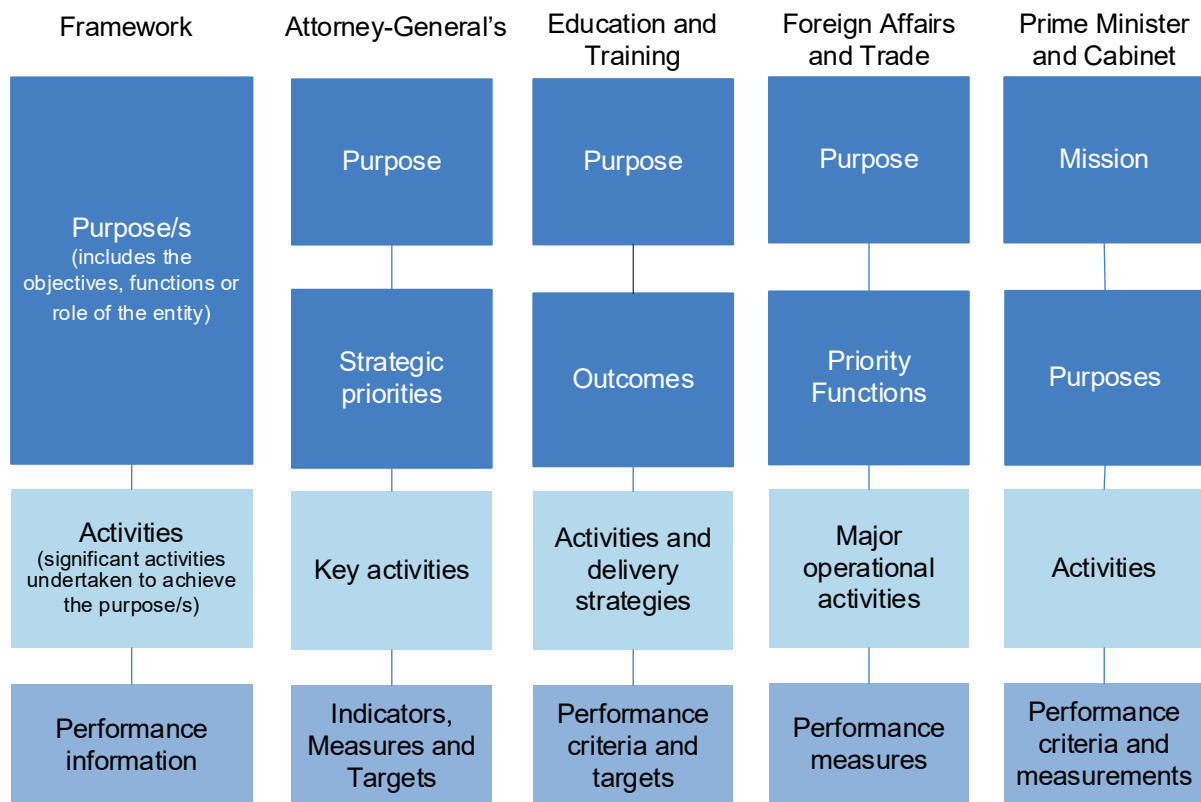 Framework
Attorney-General's
Education and
Training
Foreign Affairs
and Trade
Prime Minister
and Cabinet
Purpose/s
(includes the
objectives, functions or
role of the entity)
Purpose
Purpose
Purpose
Mission
Strategic
priorities
Outcomes
Priority
Functions
Purposes
Activities
(significant activities
undertaken to achieve
the purpose/s)
Key activities
Activities and
delivery
strategies
Major
operational
activities
Activities
Performance
information
Indicators,
Measures and
Targets
Performance
criteria and
targets
Performance
measures
Performance
criteria and
measurements